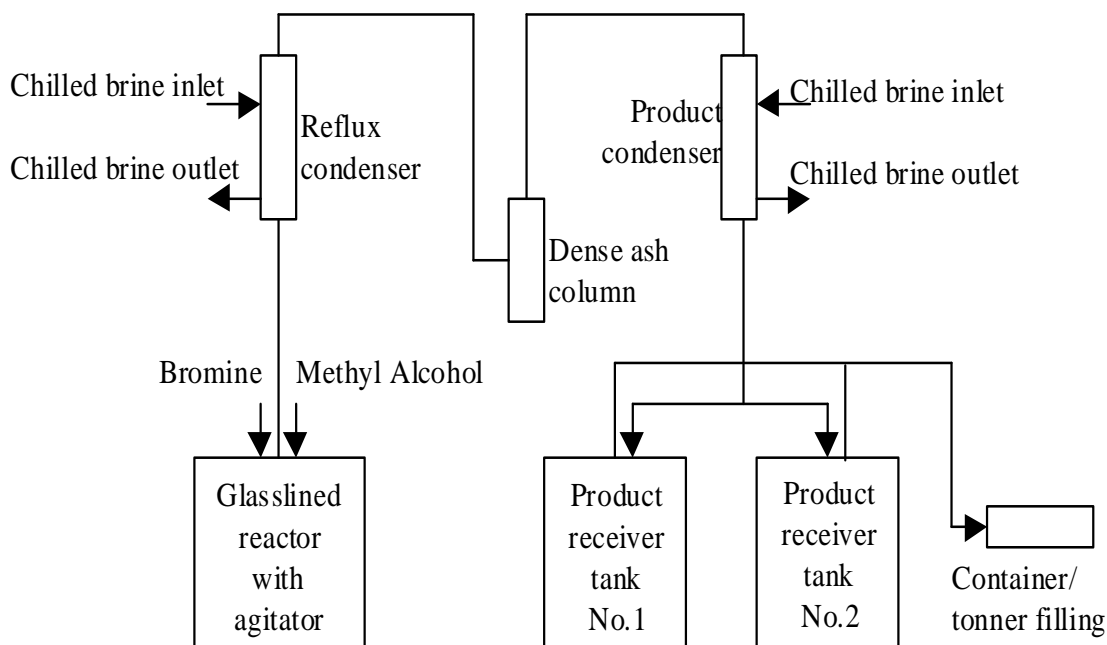 Chilled brine inlet
Chilled brine outlet
Reflux
condenser
Product
condenser
Chilled brine inlet
Chilled brine outlet
Dense ash
column
Bromine
Methyl Alcohol
Glasslined
reactor
with
agitator
Product
receiver
tank
No.1
Product
receiver
tank
No.2
Container/
tonner filling